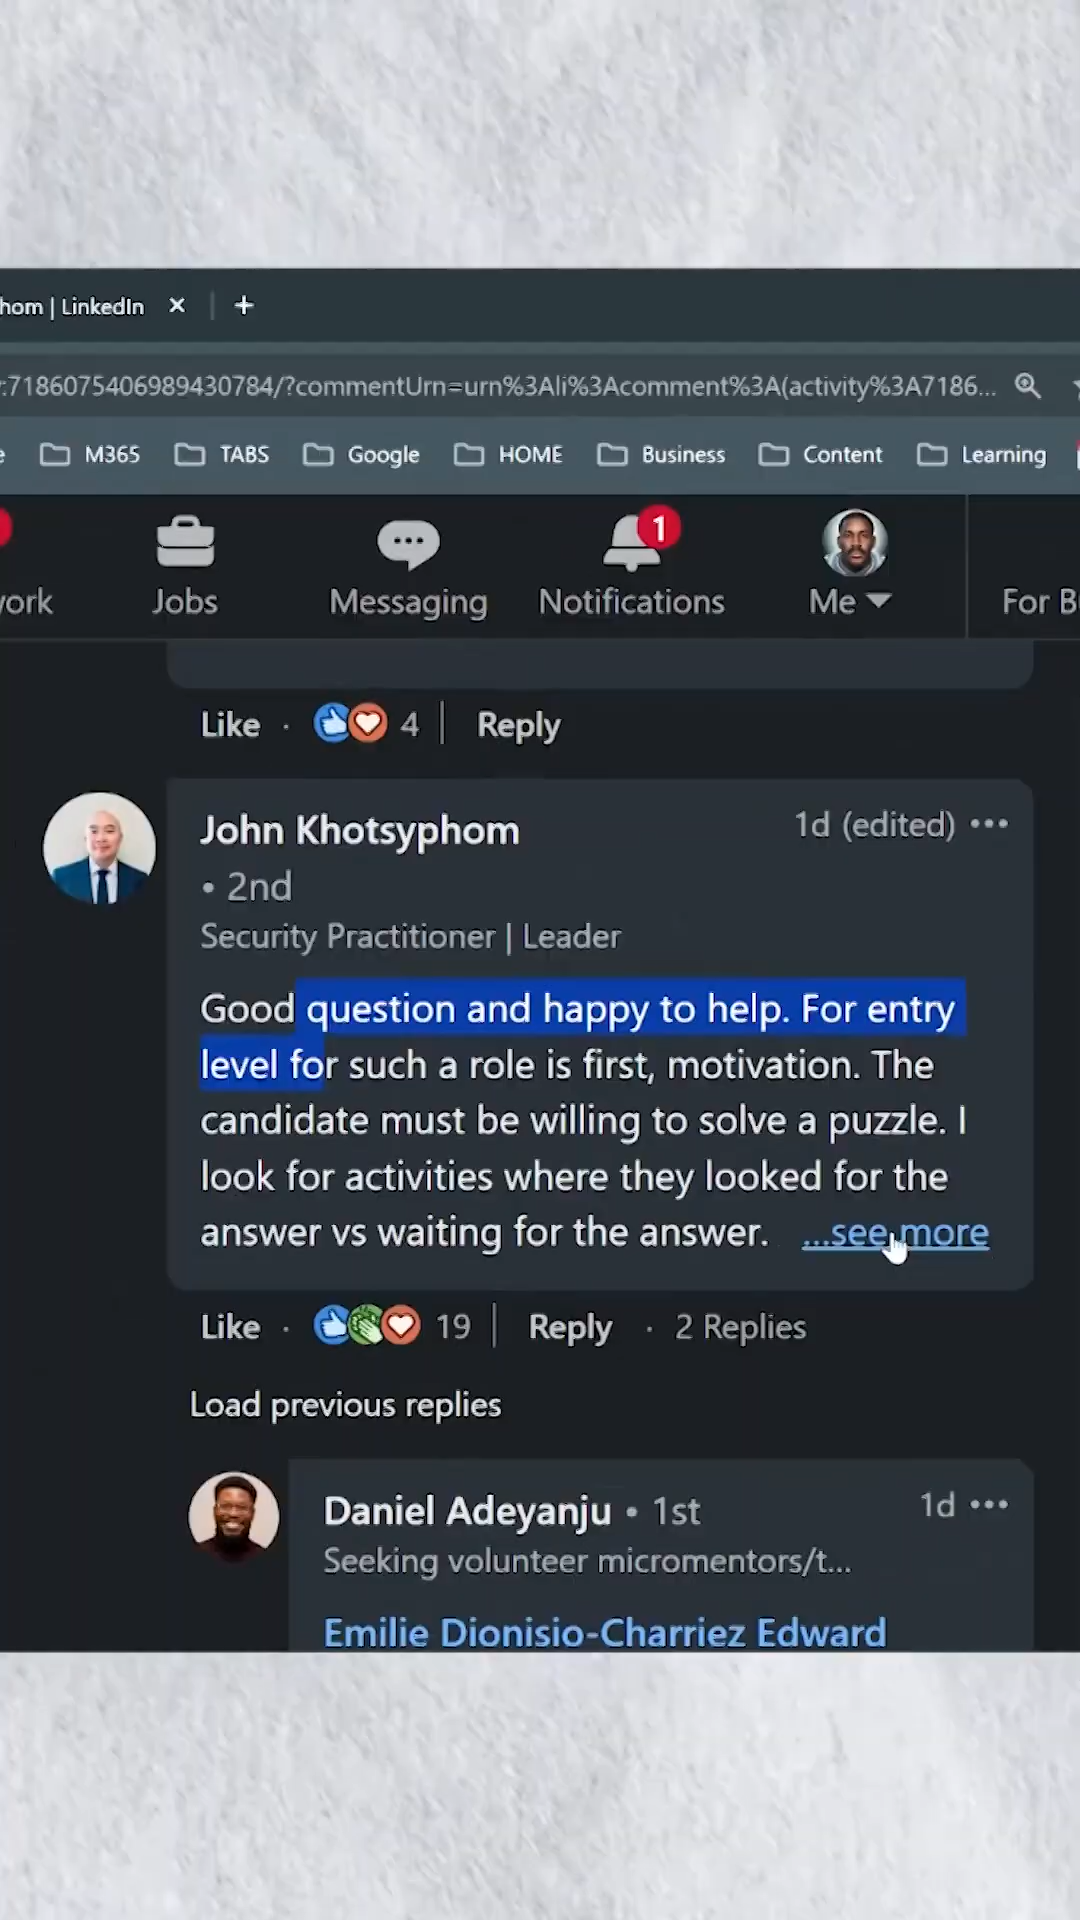 hom | LinkedIn
:7186075406989430784/?commentUrn=urn%3Ali%3Acomment%3A(activity%3A7186...
e M365 TABS Google HOME Business Content Learning
work Jobs Messaging Notifications 1 Me For Bu
Like · 4 | Reply
John Khotsyphom 1d (edited) •••
• 2nd
Security Practitioner | Leader
Good question and happy to help. For entry
level for such a role is first, motivation. The
candidate must be willing to solve a puzzle. I
look for activities where they looked for the
answer vs waiting for the answer. ...see more
Like · 19 | Reply · 2 Replies
Load previous replies
Daniel Adeyanju • 1st 1d •••
Seeking volunteer micromentors/t...
Emilie Dionisio-Charriez Edward